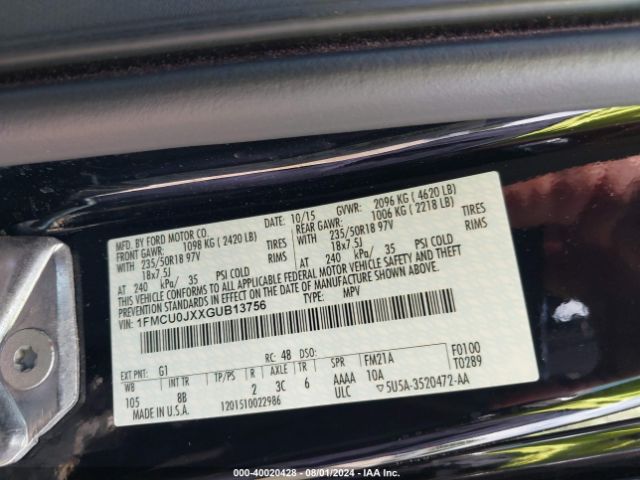 MFD. BY FORD MOTOR CO.
DATE: 10/15 GVWR: 2096 KG ( 4620 LB)
FRONT GAWR: 1098 KG ( 2420 LB) REAR GAWR: 1006 KG ( 2218 LB)
WITH 235/50R18 97V TIRES WITH 235/50R18 97V TIRES
18x7.5J RIMS 18x7.5J RIMS
AT 240 kPa/ 35 PSI COLD AT 240 kPa/ 35 PSI COLD
THIS VEHICLE CONFORMS TO ALL APPLICABLE FEDERAL MOTOR VEHICLE SAFETY AND THEFT
PREVENTION STANDARDS IN EFFECT ON THE DATE OF MANUFACTURE SHOWN ABOVE.
VIN: 1FMCU0JXXGUB13756
TYPE: MPV
F0100
T0289
EXT PNT: G1 RC: 48 DSO: FM21A
WB INT TR TP/PS R AXLE TR SPR 10A
105 8B 2 3C 6 AAAA
MADE IN U.S.A. ULC
1201510022986 5U5A-3520472-AA
000-40020428 - 08/01/2024 - IAA Inc.